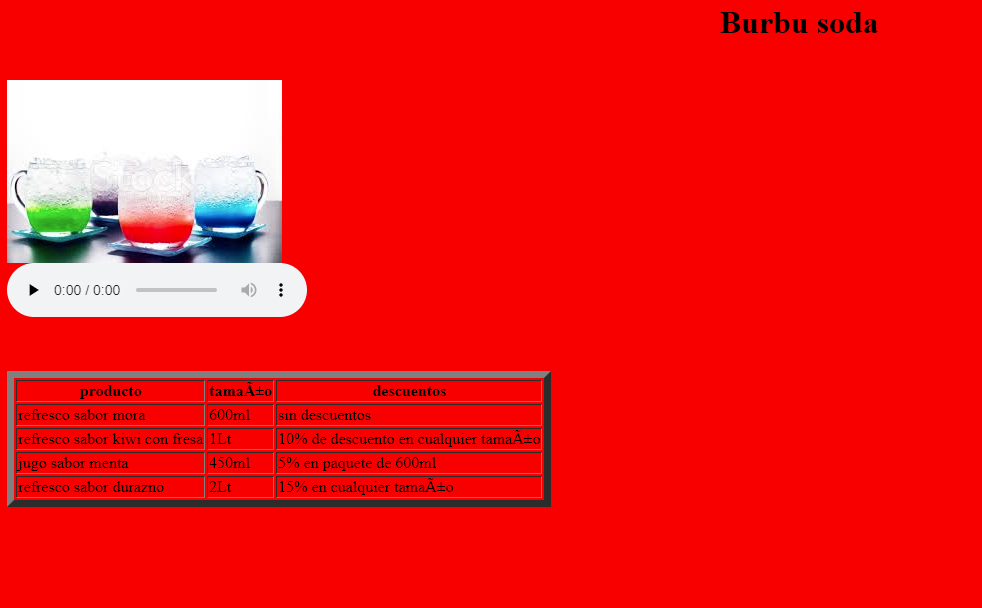 Burbu soda
iStock
0:00 / 0:00
producto tamaÃ±o descuentos
refresco sabor mora 600ml sin descuentos
refresco sabor kiwi con fresa 1Lt 10% de descuento en cualquier tamaÃ±o
jugo sabor menta 450ml 5% en paquete de 600ml
refresco sabor durazno 2Lt 15% en cualquier tamaÃ±o